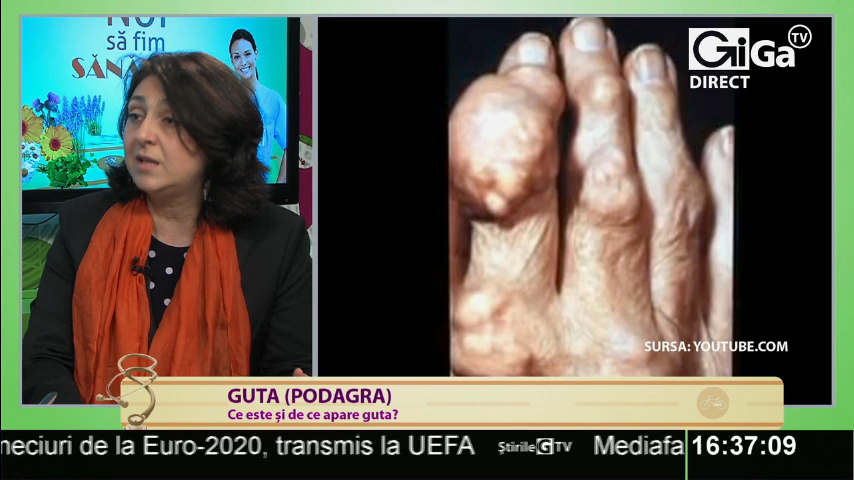 NOI
să fim
GiGa TV
DIRECT
SURSA: YOUTUBE.COM
GUTA (PODAGRA)
Ce este și de ce apare guta?
neciuri de la Euro-2020, transmis la UEFA Știrile G TV Mediafa 16:37:09